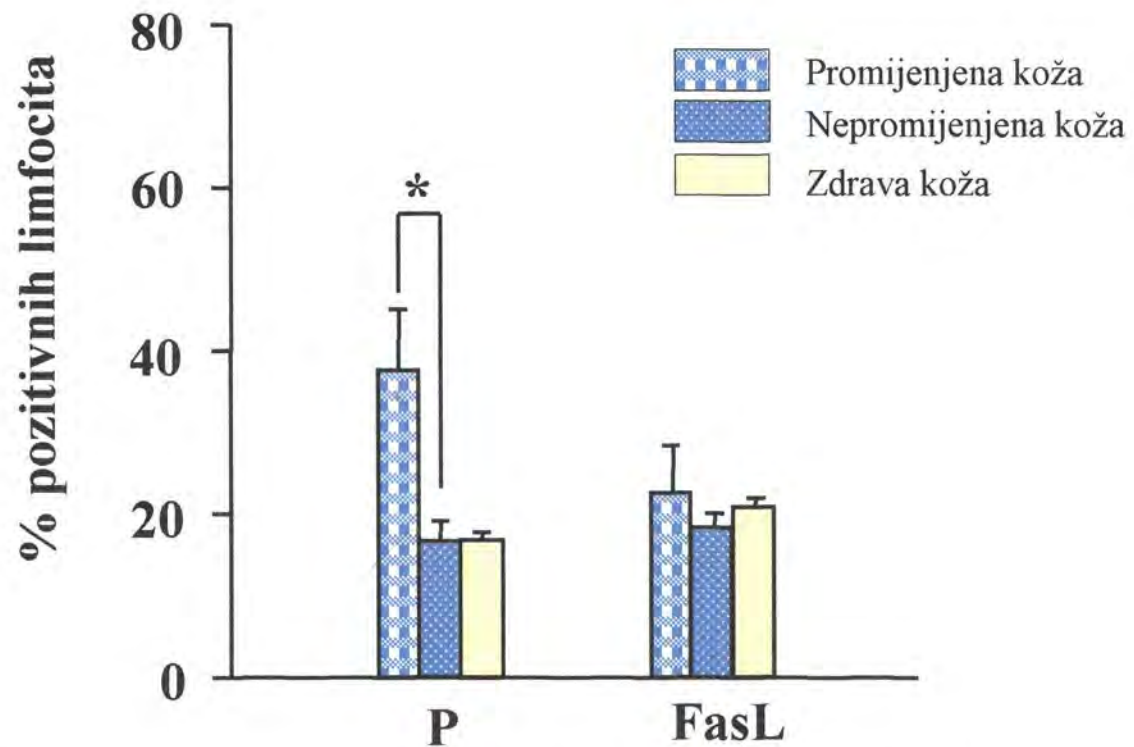 % pozitivnih limfocita
80
60
40
20
0
*
Promijenjena koža
Nepromijenjena koža
Zdrava koža
P
FasL